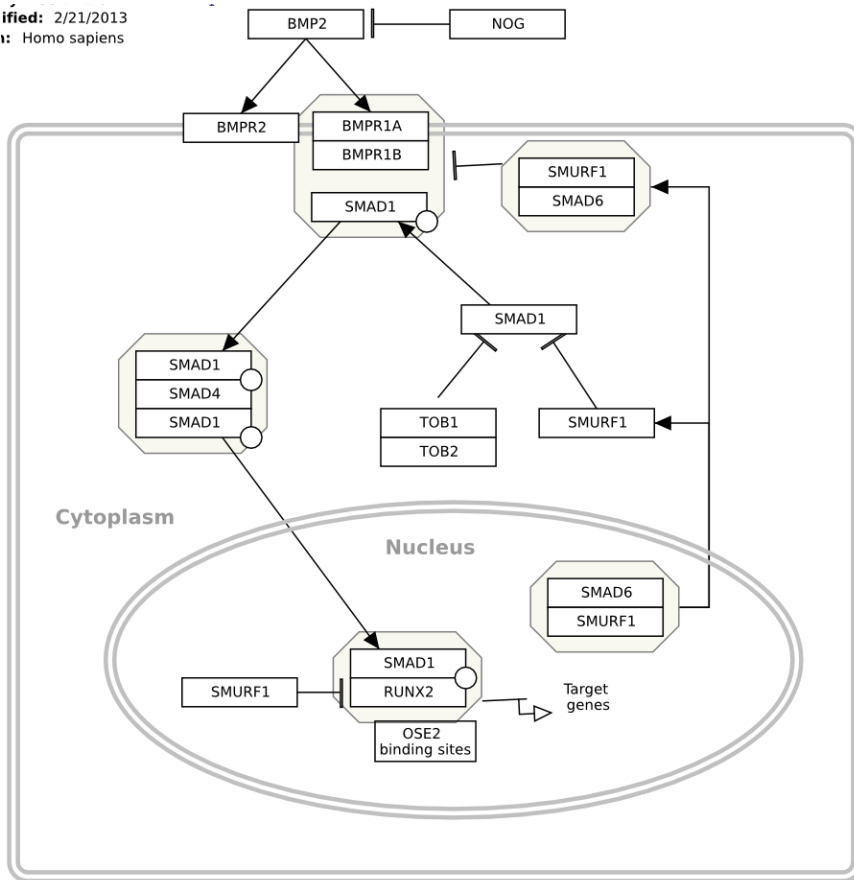 ified: 2/21/2013
n: Homo sapiens
BMP2
NOG
BMPR2
BMPR1A
BMPR1B
SMAD1
SMURF1
SMAD6
SMAD1
SMAD1
SMAD4
SMAD1
TOB1
TOB2
SMURF1
Cytoplasm
Nucleus
SMAD6
SMURF1
SMAD1
RUNX2
SMURF1
OSE2
binding sites
Target
genes